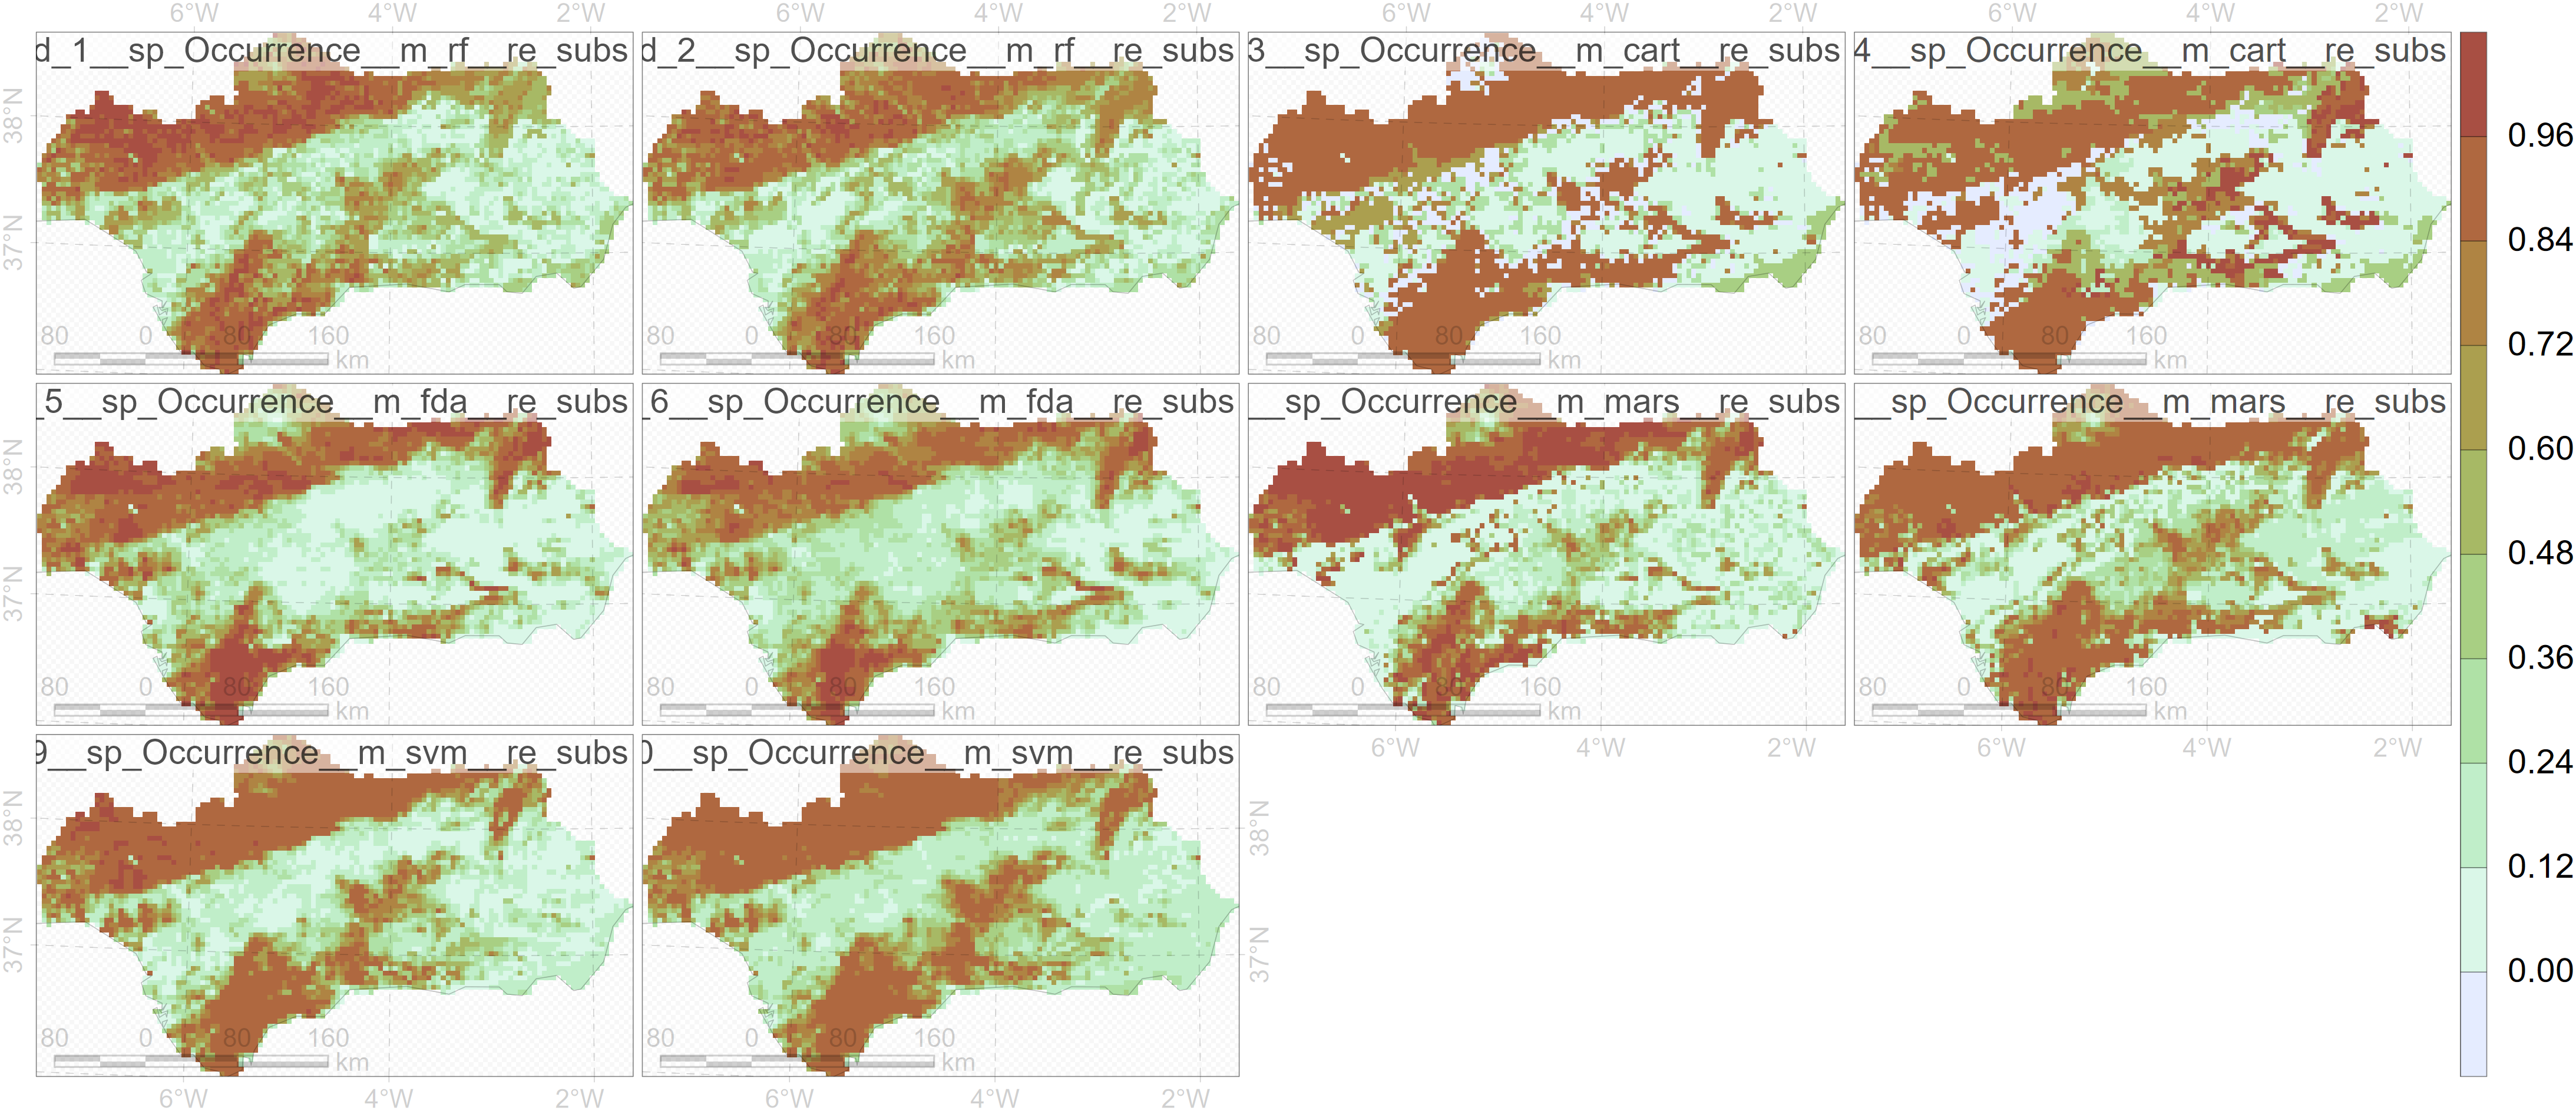 6°W 4°W 2°W 6°W 4°W 2°W 6°W 4°W 2°W 6°W 4°W 2°W
d_1__sp_Occurrence__m_rf__re_subs
d_2__sp_Occurrence__m_rf__re_subs
3__sp_Occurrence__m_cart__re_subs
4__sp_Occurrence__m_cart__re_subs
38°N
37°N
80 0 80 160 km
80 0 80 160 km
80 0 80 160 km
80 0 80 160 km
_5__sp_Occurrence__m_fda__re_subs
_6__sp_Occurrence__m_fda__re_subs
__sp_Occurrence__m_mars__re_subs
__sp_Occurrence__m_mars__re_subs
38°N
37°N
80 0 80 160 km
80 0 80 160 km
80 0 80 160 km
80 0 80 160 km
6°W 4°W 2°W 6°W 4°W 2°W
9__sp_Occurrence__m_svm__re_subs
0__sp_Occurrence__m_svm__re_subs
38°N 38°N
37°N 37°N
80 0 80 160 km
80 0 80 160 km
6°W 4°W 2°W 6°W 4°W 2°W
0.96
0.84
0.72
0.60
0.48
0.36
0.24
0.12
0.00